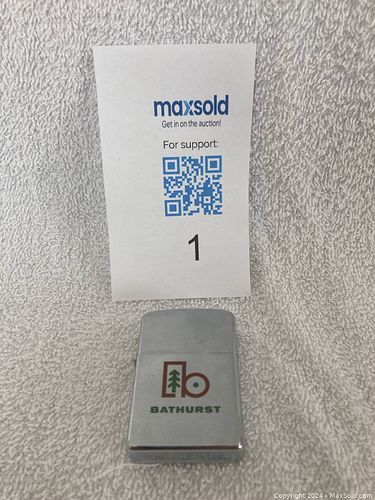 maxsold
Get in on the auction!
For support:
1
b
BATHURST
Copyright 2024 • MaxSold.com